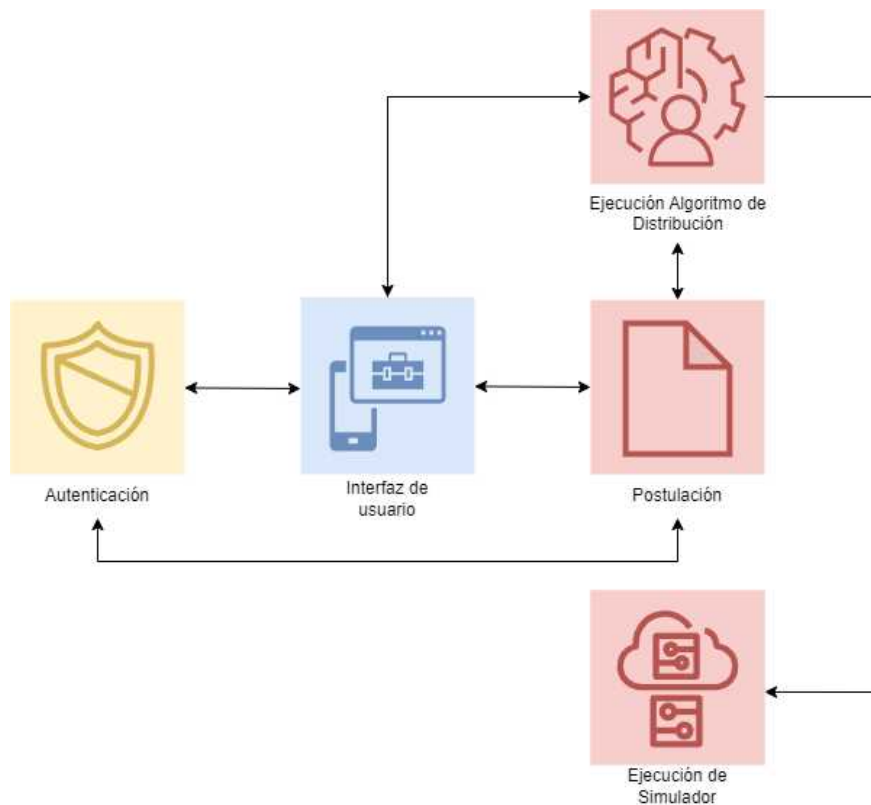 Ejecución Algoritmo de
Distribución
Autenticación
Interfaz de
usuario
Postulación
Ejecución de
Simulador